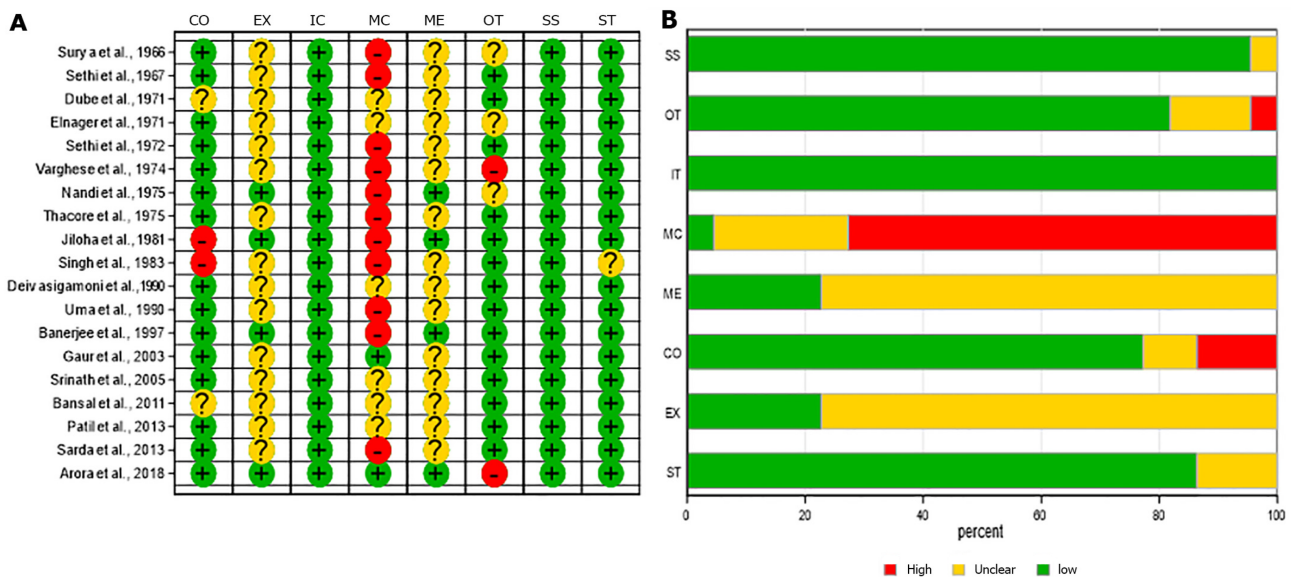 A
CO EX IC MC ME OT SS ST
Surya et al., 1966 + ? + - ? ? + +
Sethi et al., 1967 + ? + - ? + + +
Dube et al., 1971 ? ? + ? ? + + +
Elnager et al., 1971 + ? + ? ? ? + +
Sethi et al., 1972 + ? + - ? + + +
Varghese et al., 1974 + ? + - ? - + +
Nandi et al., 1975 + + + - + ? + +
Thacore et al., 1975 + ? + - ? + + +
Jiloha et al., 1981 - + + - + + + +
Singh et al., 1983 - ? + - ? + + ?
Deivasigamoni et al., 1990 + ? + ? ? + + +
Uma et al., 1990 + ? + - ? + + +
Banerjee et al., 1997 + + + - + + + +
Gaur et al., 2003 + ? + + ? + + +
Srinath et al., 2005 + ? + ? ? + + +
Bansal et al., 2011 ? ? + ? ? + + +
Patil et al., 2013 + ? + ? ? + + +
Sarda et al., 2013 + ? + - ? + + +
Arora et al., 2018 + + + + + - + +
B
SS
OT
IT
MC
ME
CO
EX
ST
0 20 40 60 80 100
percent
High Unclear low